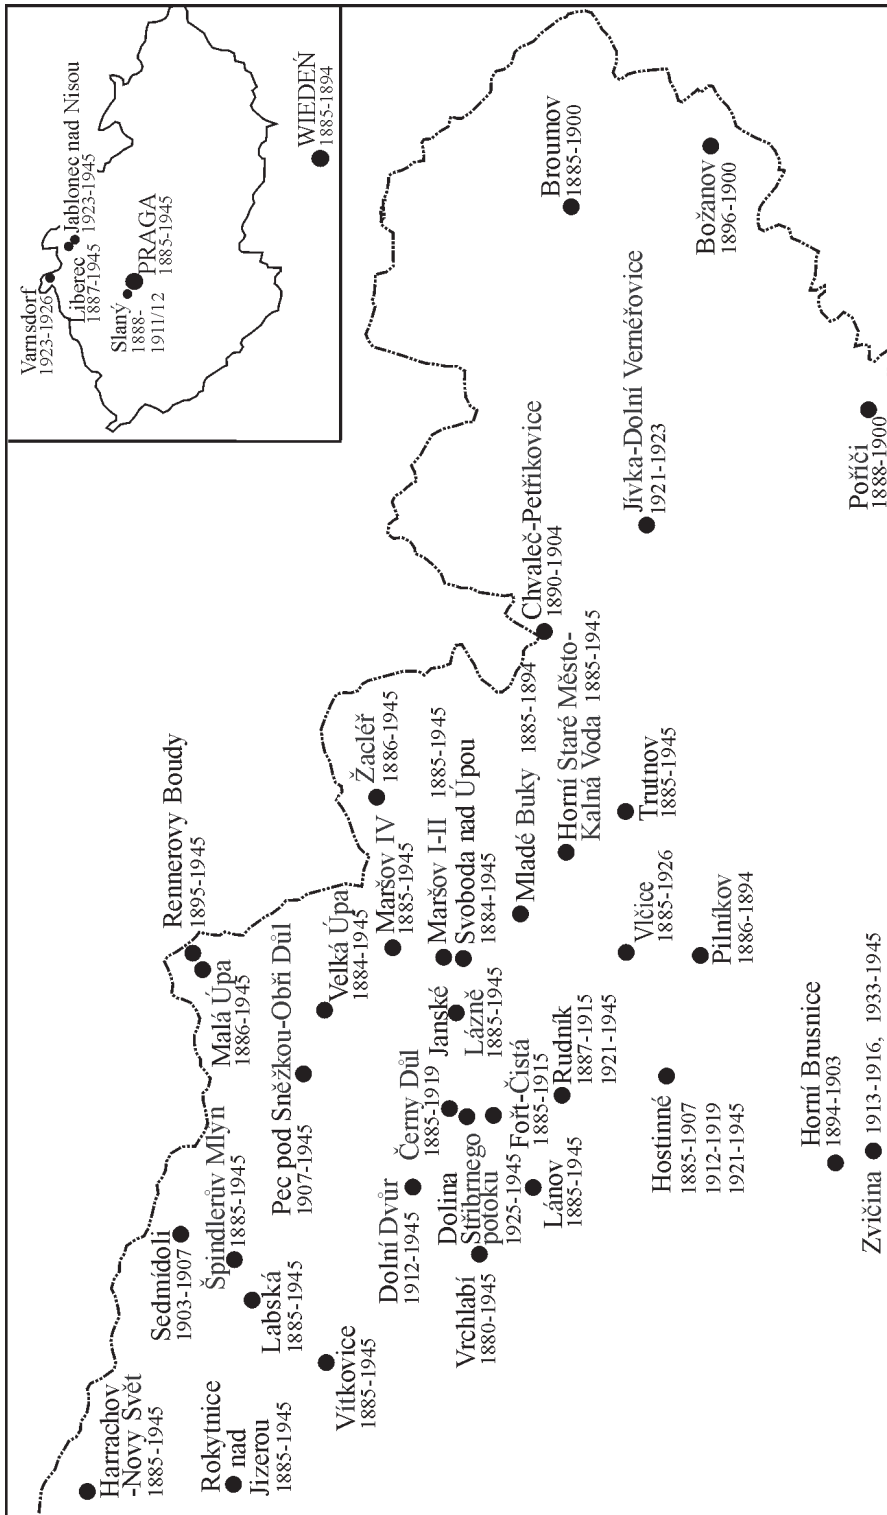 Varnsdorf
1923-1926
Liberec
1887-1945
Jablonec nad Nisou
1923-1945
Slaný
1888-
1911/12
PRAGA
1885-1945
WIEDEŃ
1885-1894
Harrachov
-Novy Svět
1885-1945
Rokytnice
nad
Jizerou
1885-1945
Sedmídolí
1903-1907
Špindlerův Mlýn
1885-1945
Labská
1885-1945
Vítkovice
1885-1945
Rennerovy Boudy
1895-1945
Malá Úpa
1886-1945
Pec pod Sněžkou-Obři Důl
1907-1945
Velká Úpa
1884-1945
Žacléř
1886-1945
Maršov IV
1885-1945
Maršov I-II 1885-1945
Svoboda nad Úpou
1884-1945
Janské
Lázně
1885-1945
Černy Důl
1885-1919
Dolní Dvůr
1912-1945
Dolina
Stříbrnego
potoku
1925-1945
Vrchlabí
1880-1945
Fořt-Čistá
1885-1915
Lánov
1885-1945
Rudník
1887-1915
1921-1945
Mladé Buky 1885-1894
Horní Staré Město-
Kalná Voda 1885-1945
Chvaleč-Petřikovice
1890-1904
Trutnov
1885-1945
Vlčice
1885-1926
Pilníkov
1886-1894
Hostinné
1885-1907
1912-1919
1921-1945
Horní Brusnice
1894-1903
Zvičina 1913-1916, 1933-1945
Jívka-Dolní Vernéřovice
1921-1923
Broumov
1885-1900
Božanov
1896-1900
Poříči
1888-1900